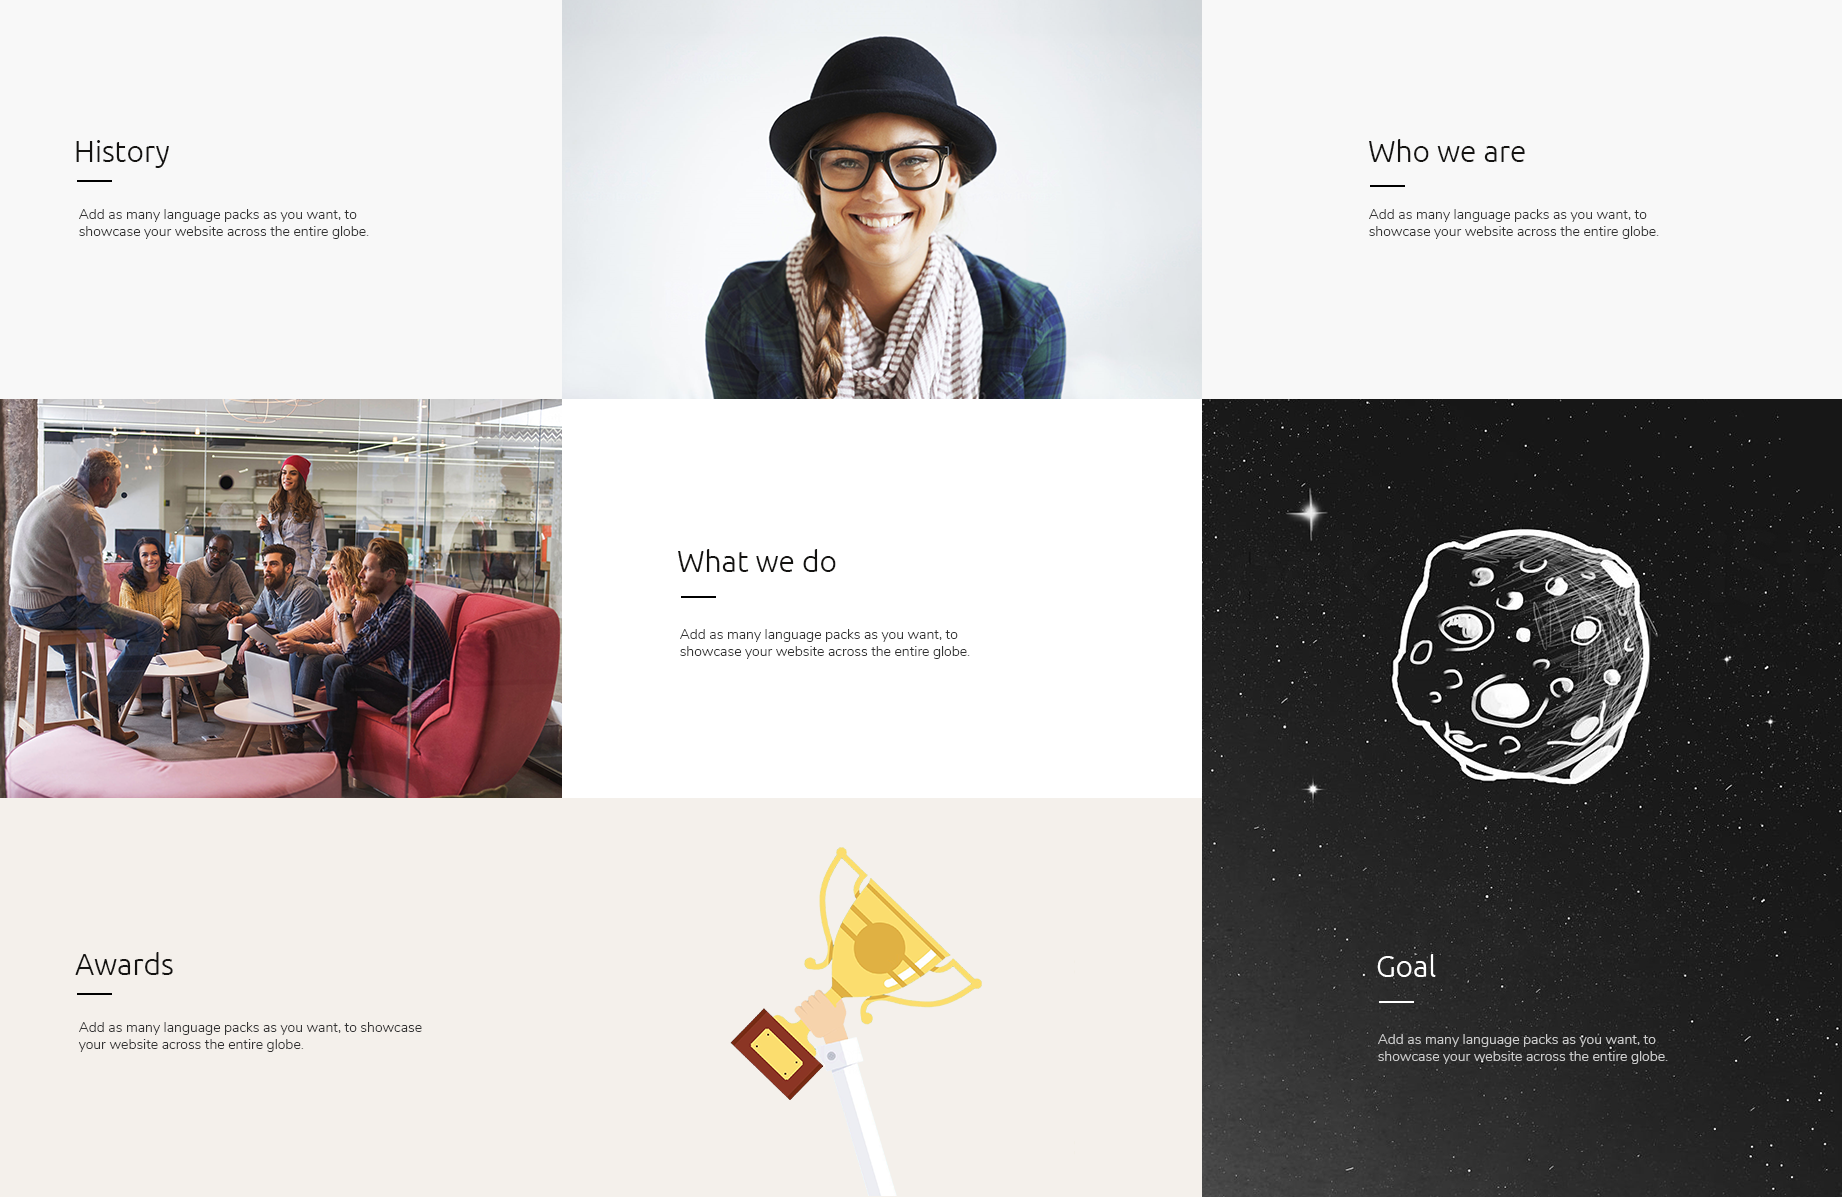 History
Add as many language packs as you want, to
showcase your website across the entire globe.
Who we are
Add as many language packs as you want, to
showcase your website across the entire globe.
What we do
Add as many language packs as you want, to
showcase your website across the entire globe.
Awards
Add as many language packs as you want, to showcase
your website across the entire globe.
Goal
Add as many language packs as you want, to
showcase your website across the entire globe.